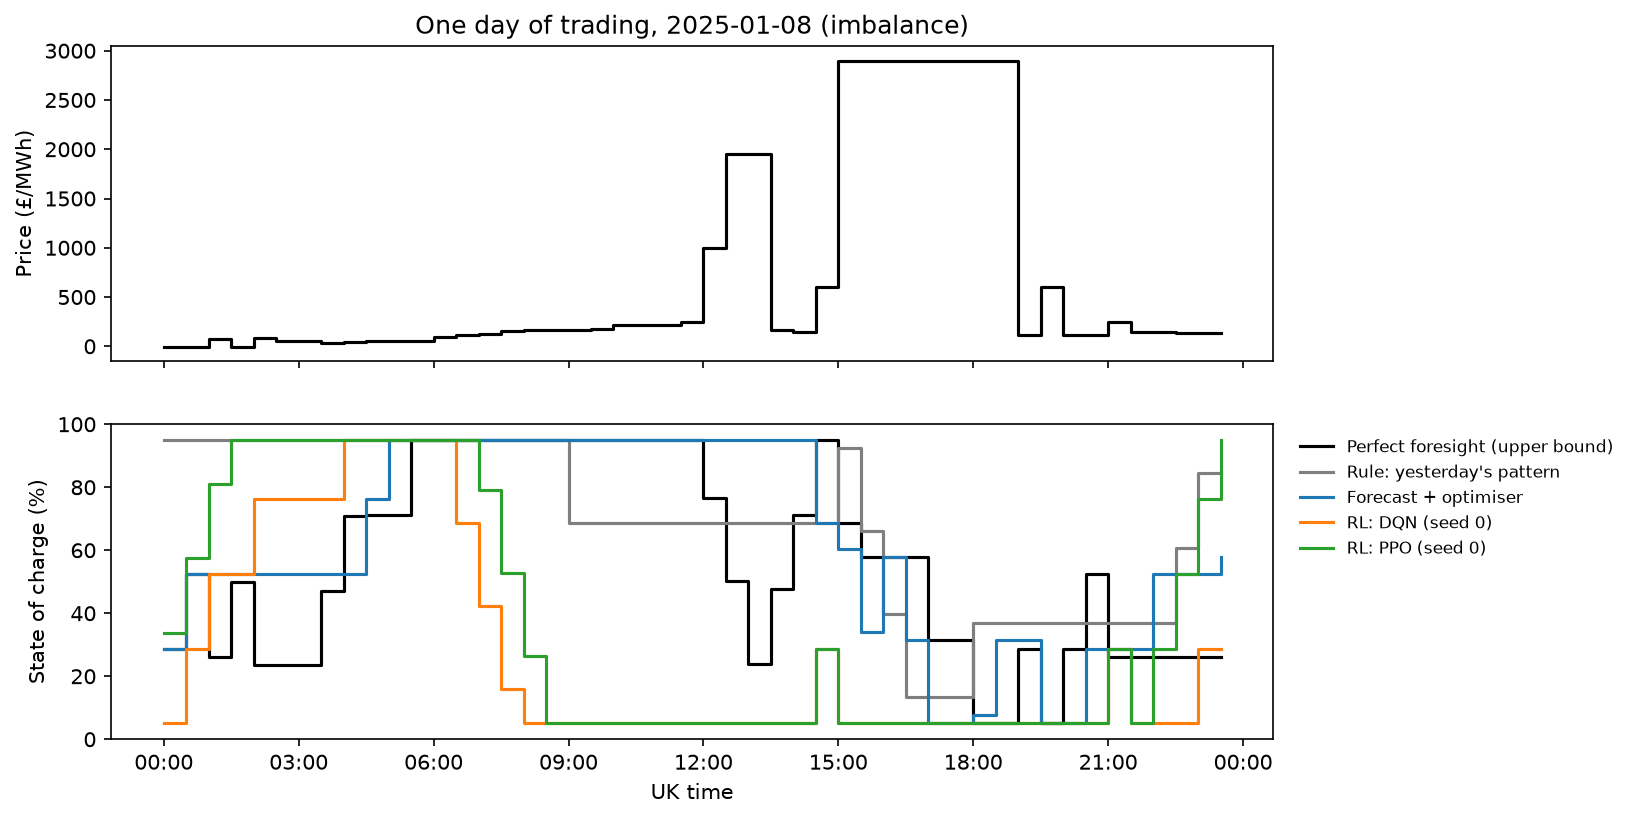 One day of trading, 2025-01-08 (imbalance)
Price (£/MWh)
3000
2500
2000
1500
1000
500
0
State of charge (%)
100
80
60
40
20
0
00:00 03:00 06:00 09:00 12:00 15:00 18:00 21:00 00:00
UK time
Perfect foresight (upper bound)
Rule: yesterday's pattern
Forecast + optimiser
RL: DQN (seed 0)
RL: PPO (seed 0)